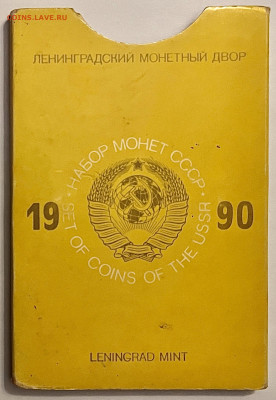 COINS.LAVE.RU
ЛЕНИНГРАДСКИЙ МОНЕТНЫЙ ДВОР
НАБОР МОНЕТ СССР
19 90
SET OF COINS OF THE USSR
LENINGRAD MINT